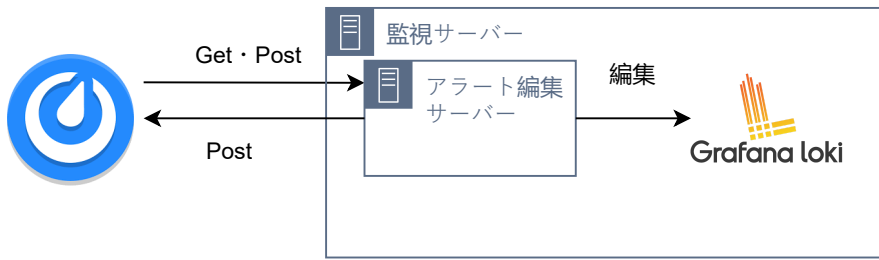 監視サーバー
Get・Post
アラート編集
サーバー
編集
Post
Grafana loki